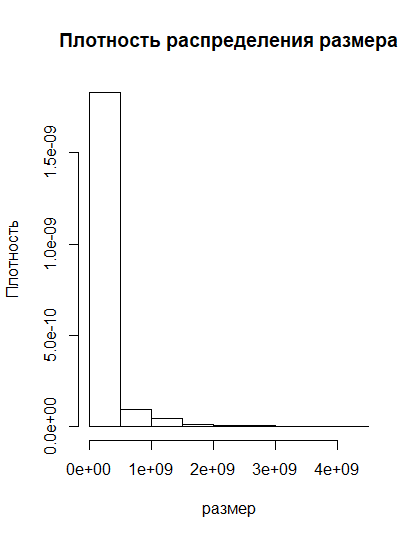 Плотность распределения размера
Плотность
1.5e-09
1.0e-09
5.0e-10
0.0e+00
0e+00 1e+09 2e+09 3e+09 4e+09
размер